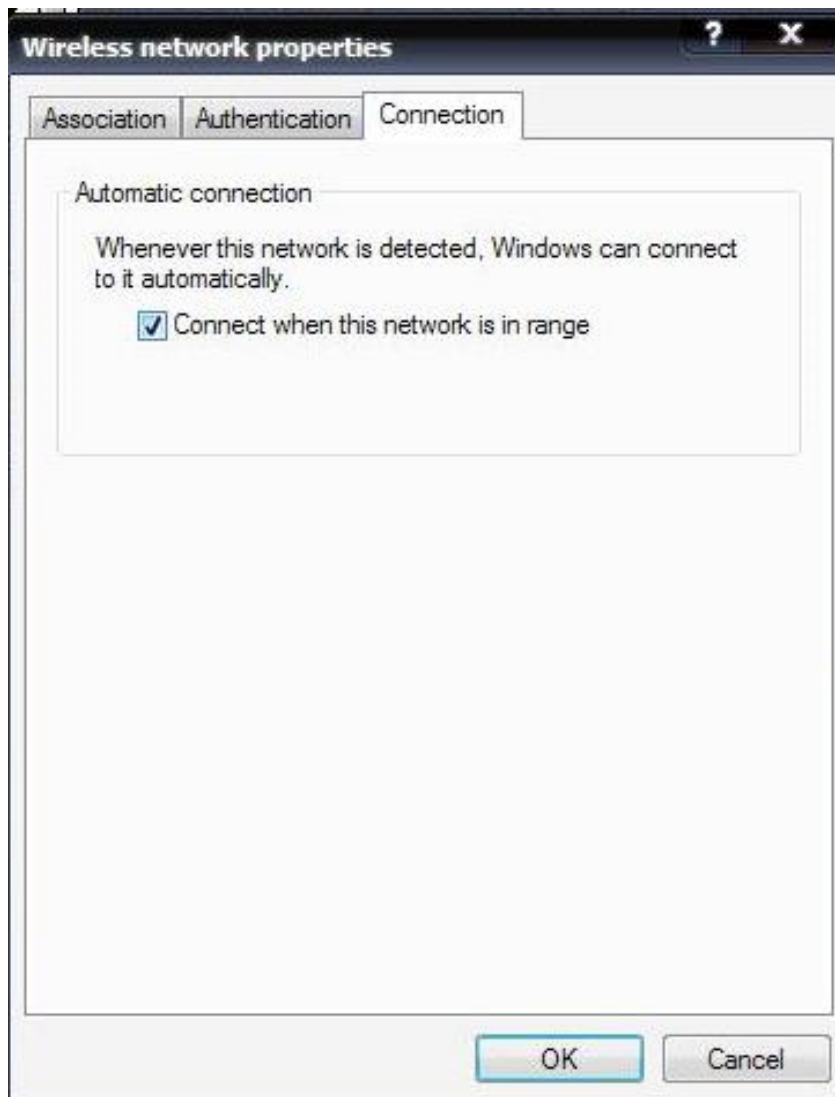 Wireless network properties
? x
Association Authentication Connection
Automatic connection
Whenever this network is detected, Windows can connect
to it automatically.
Connect when this network is in range
OK Cancel